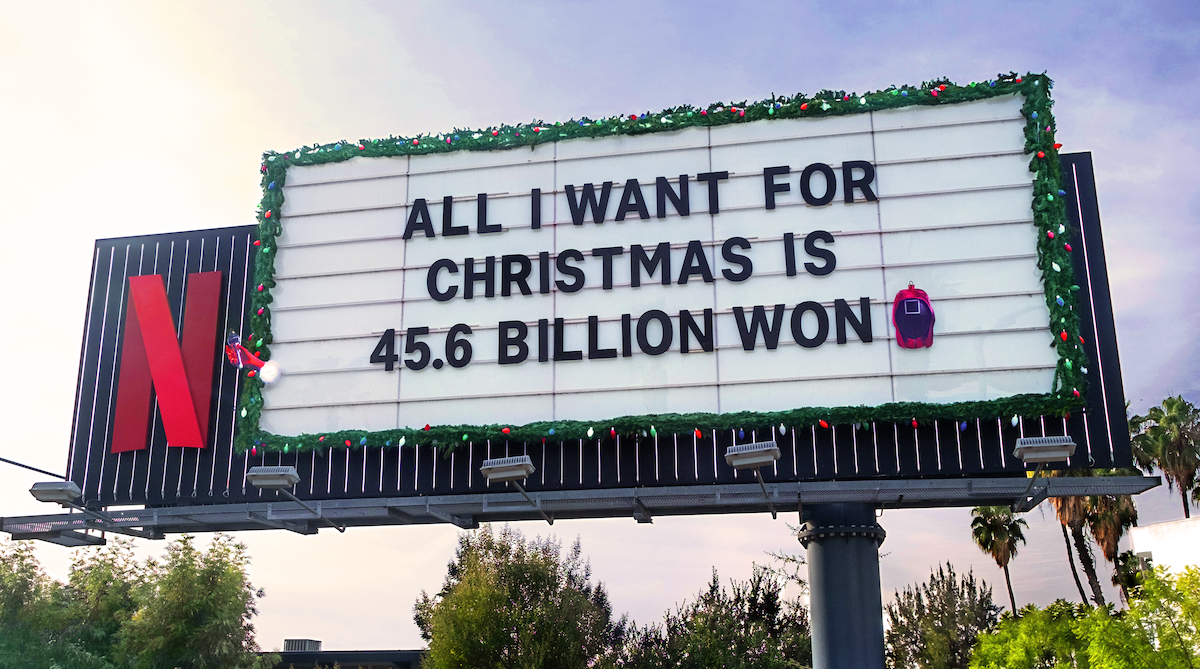 N
ALL I WANT FOR
CHRISTMAS IS
45.6 BILLION WON